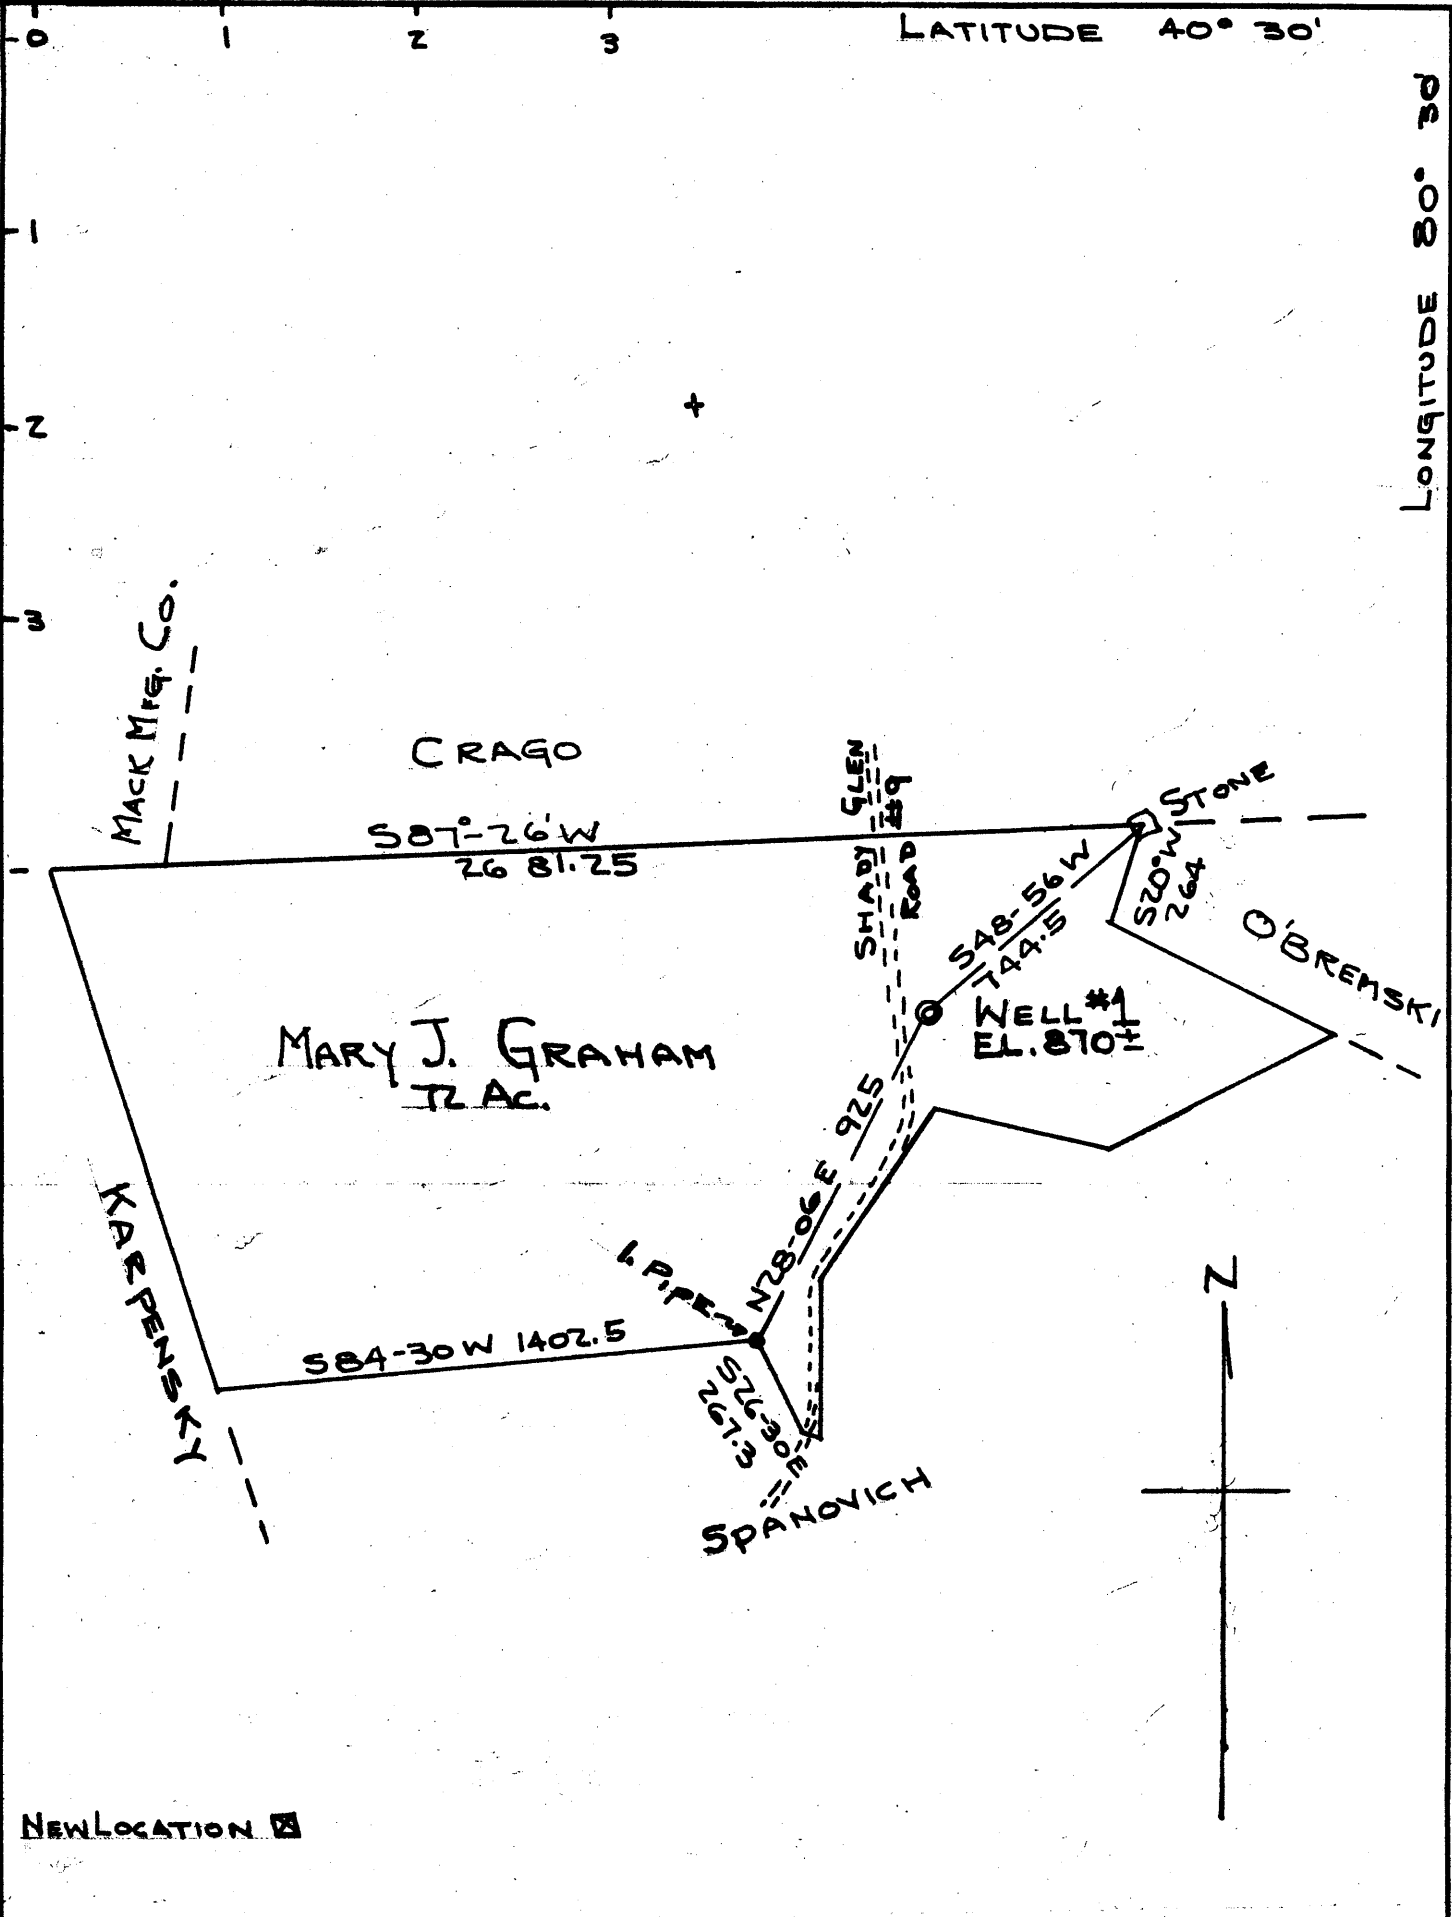 0 1 2 3 LATITUDE 40° 30'
LONGITUDE 80° 30
1
2
3
MACK MFG. CO.
CRAGO
S87°-26'W
2681.25
SHADY GLEN
ROAD #9
STONE
S20°W
264
S48-56W
744.5
O'BREMSKI
WELL #1
EL. 870±
MARY J. GRAHAM
72 AC.
N28-06E 925
KARPENSKY
I. PIPE
S84-30W 1402.5
S26-30E
267.3
SPANOVICH
N
NEW LOCATION ☒